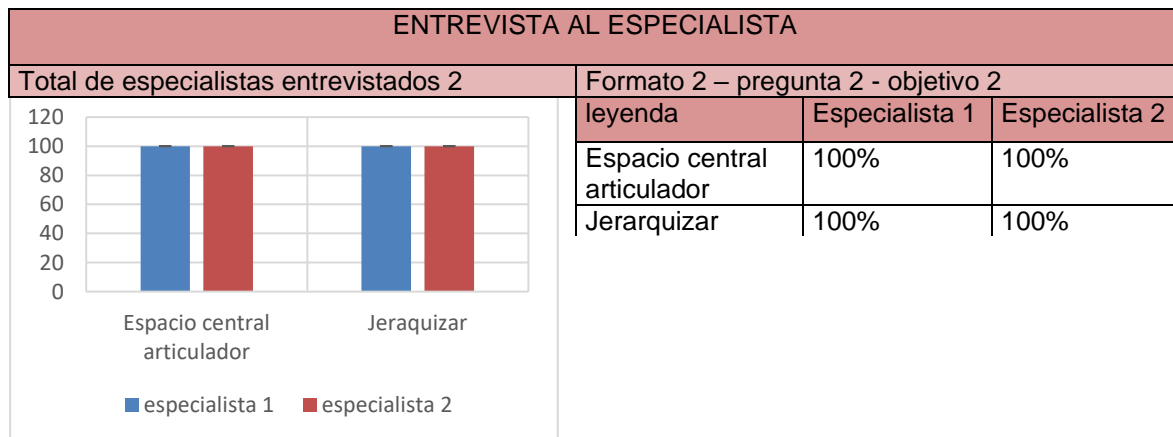 ENTREVISTA AL ESPECIALISTA
Total de especialistas entrevistados 2
Formato 2 – pregunta 2 - objetivo 2
120
100
80
60
40
20
0
Espacio central
articulador
Jeraquizar
especialista 1 especialista 2
leyenda Especialista 1 Especialista 2
Espacio central 100% 100%
articulador
Jerarquizar 100% 100%